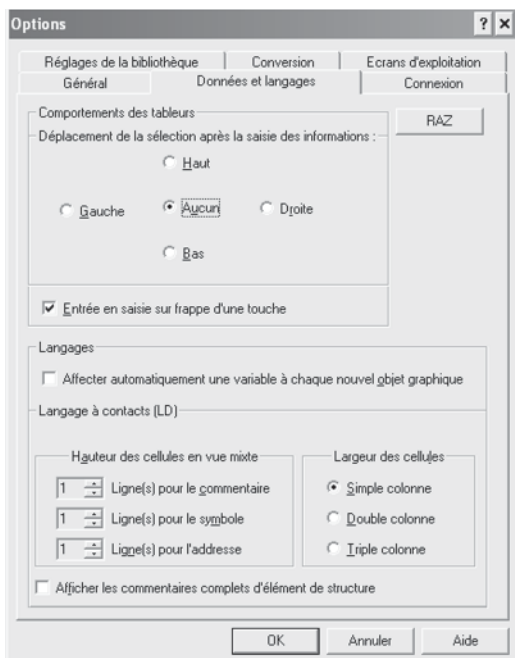 Options
Réglages de la bibliothèque
Conversion
Ecrans d'exploitation
Général
Données et langages
Connexion
Comportements des tableurs
RAZ
Déplacement de la sélection après la saisie des informations :
Haut
Gauche
Aucun
Droite
Bas
Entrée en saisie sur frappe d'une touche
Langages
Affecter automatiquement une variable à chaque nouvel objet graphique
Langage à contacts (LD)
Hauteur des cellules en vue mixte
1 Ligne(s) pour le commentaire
1 Ligne(s) pour le symbole
1 Ligne(s) pour l'addresse
Largeur des cellules
Simple colonne
Double colonne
Triple colonne
Afficher les commentaires complets d'élément de structure
OK
Annuler
Aide